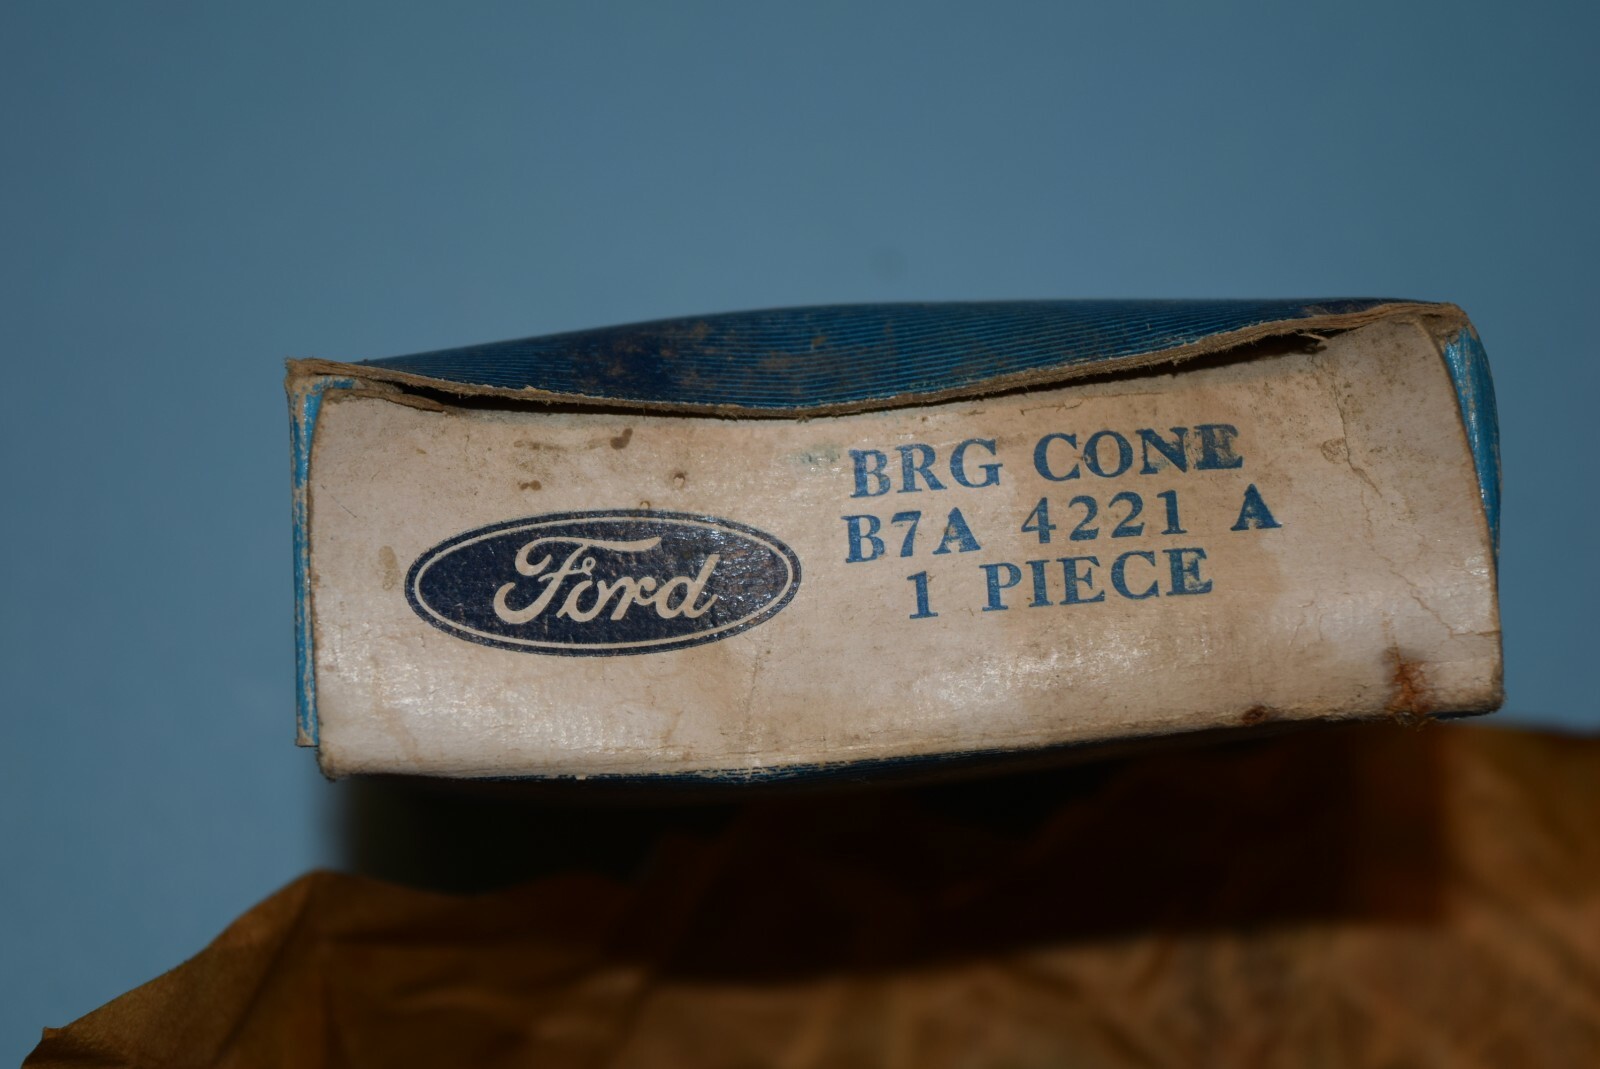 Ford
BRG CONE
B7A 4221 A
1 PIECE